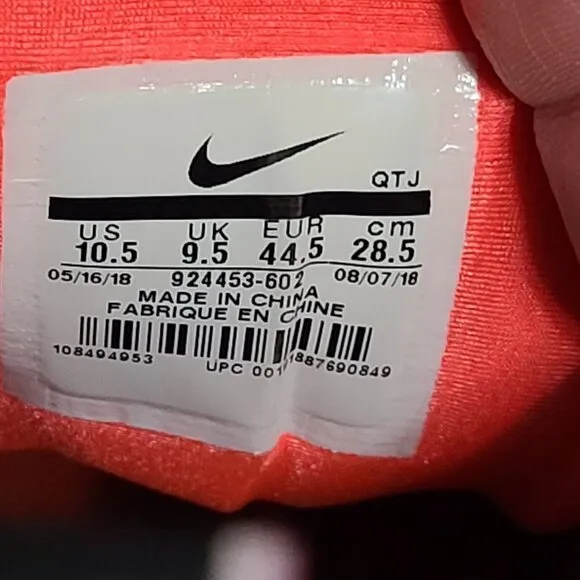 QTJ
US UK EUR cm
10.5 9.5 44.5 28.5
05/16/18 924453-602 08/07/18
MADE IN CHINA
FABRIQUE EN CHINE
108494953
UPC